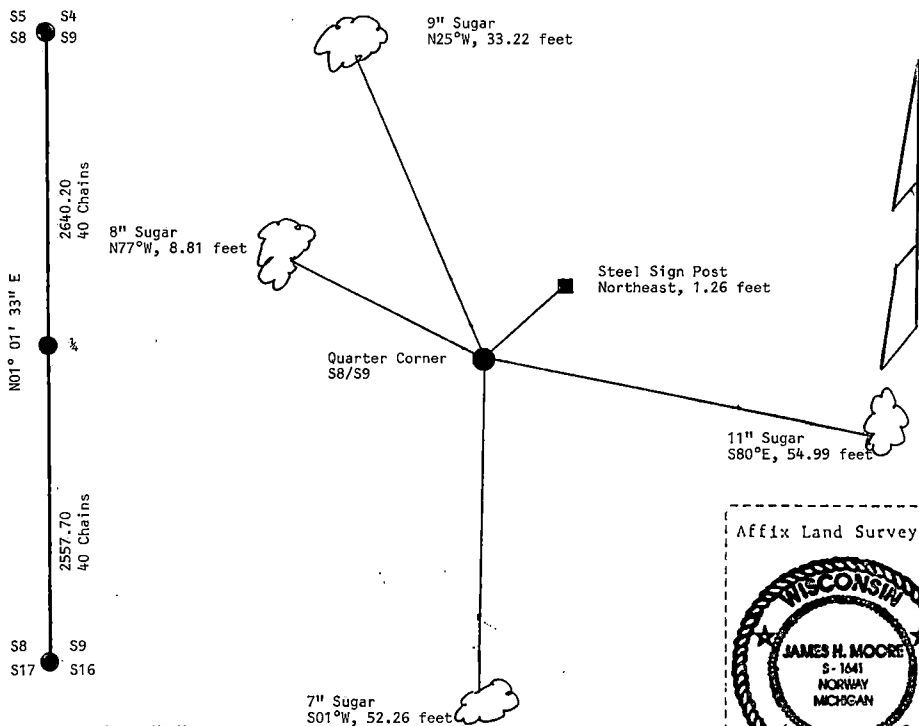 S5 S4
S8 S9
2640.20
40 Chains
N01° 01' 33" E
¼
2557.70
40 Chains
S8 S9
S17 S16
9" Sugar
N25°W, 33.22 feet
8" Sugar
N77°W, 8.81 feet
Steel Sign Post
Northeast, 1.26 feet
Quarter Corner
S8/S9
11" Sugar
S80°E, 54.99 feet
7" Sugar
S01°W, 52.26 feet
Affix Land Survey
WISCONSIN
JAMES H. MOORE
S-1641
NORWAY
MICHIGAN